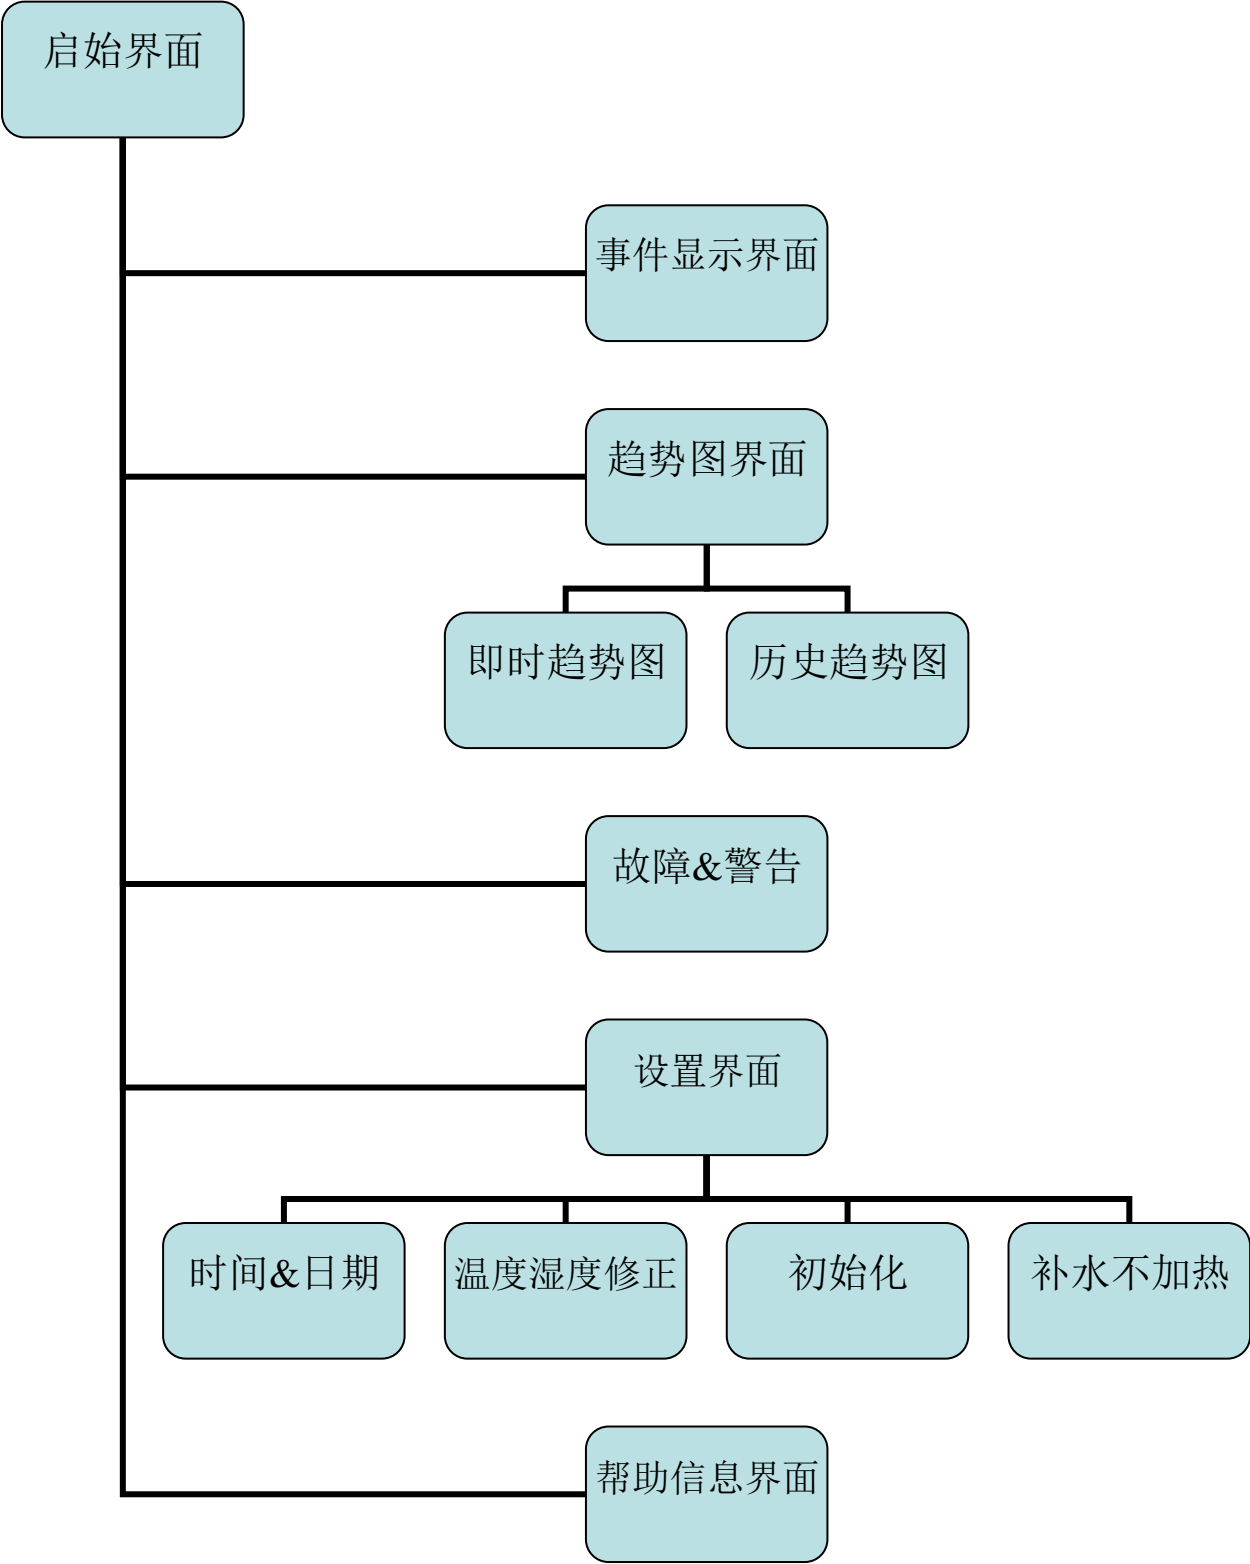 启始界面
事件显示界面
趋势图界面
即时趋势图
历史趋势图
故障&警告
设置界面
时间&日期
温度湿度修正
初始化
补水不加热
帮助信息界面